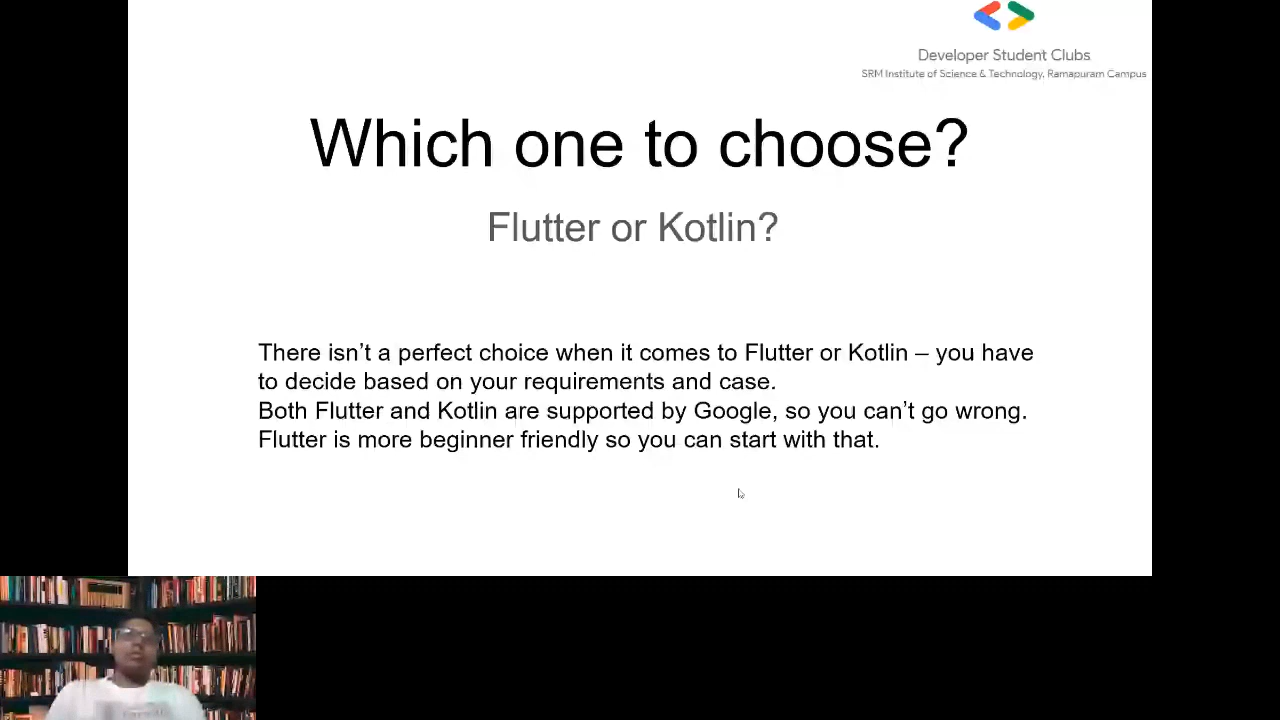 Developer Student Clubs
SRM Institute of Science & Technology, Ramapuram Campus
Which one to choose?
Flutter or Kotlin?
There isn’t a perfect choice when it comes to Flutter or Kotlin – you have
to decide based on your requirements and case.
Both Flutter and Kotlin are supported by Google, so you can’t go wrong.
Flutter is more beginner friendly so you can start with that.